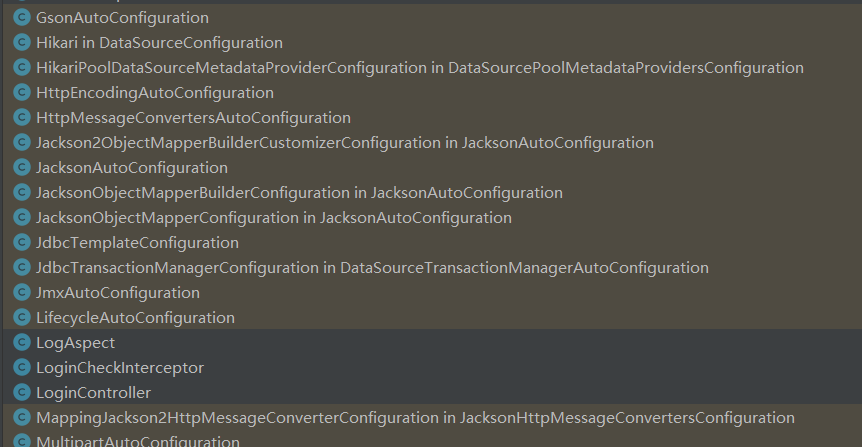 GsonAutoConfiguration
Hikari in DataSourceConfiguration
HikariPoolDataSourceMetadataProviderConfiguration in DataSourcePoolMetadataProvidersConfiguration
HttpEncodingAutoConfiguration
HttpMessageConvertersAutoConfiguration
Jackson2ObjectMapperBuilderCustomizerConfiguration in JacksonAutoConfiguration
JacksonAutoConfiguration
JacksonObjectMapperBuilderConfiguration in JacksonAutoConfiguration
JacksonObjectMapperConfiguration in JacksonAutoConfiguration
JdbcTemplateConfiguration
JdbcTransactionManagerConfiguration in DataSourceTransactionManagerAutoConfiguration
JmxAutoConfiguration
LifecycleAutoConfiguration
LogAspect
LoginCheckInterceptor
LoginController
MappingJackson2HttpMessageConverterConfiguration in JacksonHttpMessageConvertersConfiguration
MultipartAutoConfiguration